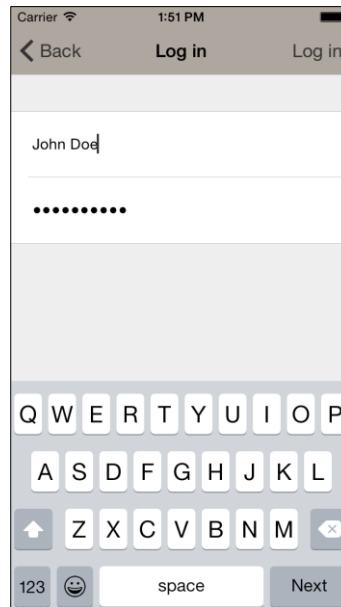 Carrier 1:51 PM
Back Log in Log in
John Doe
••••••••••
Q W E R T Y U I O P
A S D F G H J K L
Z X C V B N M
123 space Next